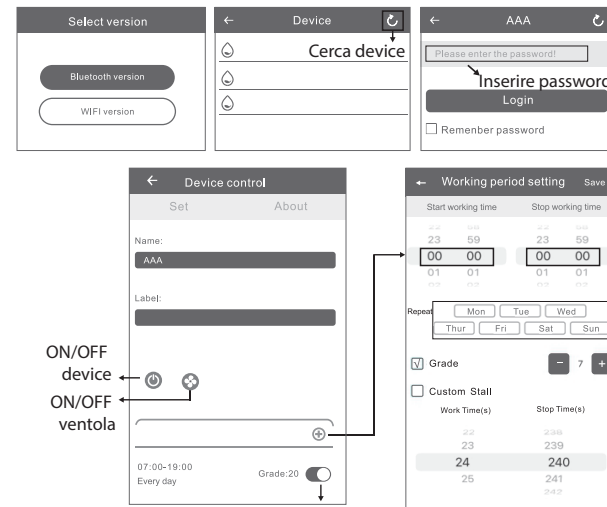 Select version
Bluetooth version
WIFI version
Device
Cerca device
AAA
Please enter the password!
Inserire password
Login
Remenber password
Device control
Set
About
Name:
AAA
Label:
ON/OFF
device
ON/OFF
ventola
07:00-19:00
Every day
Grade:20
Working period setting
Save
Start working time
Stop working time
23 59 23 59
00 00 00 00
01 01 01 01
Repeat
Mon Tue Wed
Thur Fri Sat Sun
Grade
7
Custom Stall
Work Time(s)
Stop Time(s)
22 238
23 239
24 240
25 241
242